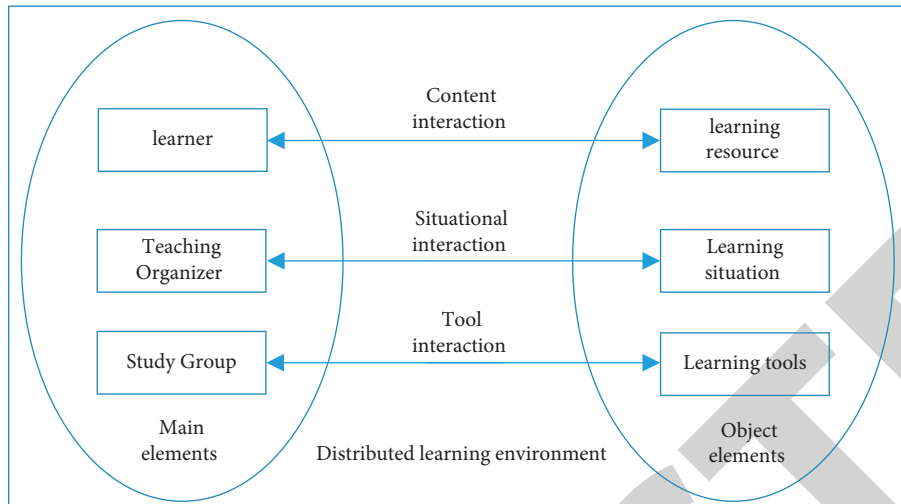 Content
interaction
learner
learning
resource
Situational
interaction
Teaching
Organizer
Learning
situation
Tool
interaction
Study Group
Learning tools
Main
elements
Distributed learning environment
Object
elements